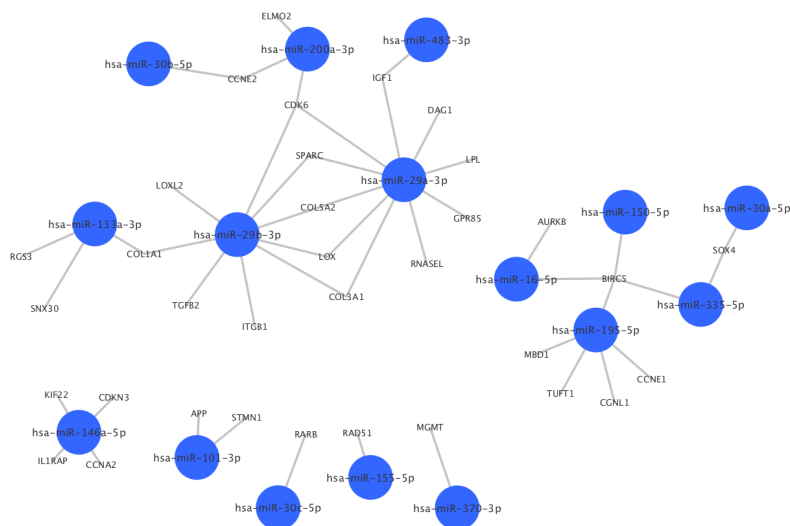 ELMO2
hsa-miR-200a-3p
hsa-miR-483-3p
hsa-miR-30b-5p
CCNE2
IGF1
CDK6
DAG1
SPARC
LPL
hsa-miR-29a-3p
LOXL2
COL5A2
GPR85
hsa-miR-133a-3p
hsa-miR-29b-3p
RGS3
COL1A1
LOX
RNASEL
SNX30
TGFB2
COL3A1
ITGB1
hsa-miR-150-5p
hsa-miR-30a-5p
AURKB
SOX4
hsa-miR-16-5p
BIRC5
hsa-miR-335-5p
hsa-miR-195-5p
MBD1
CCNE1
TUFT1
CGNL1
KIF22
CDKN3
hsa-miR-146a-5p
IL1RAP
CCNA2
APP
STMN1
hsa-miR-101-3p
RARB
hsa-miR-30c-5p
RAD51
hsa-miR-155-5p
MGMT
hsa-miR-370-3p